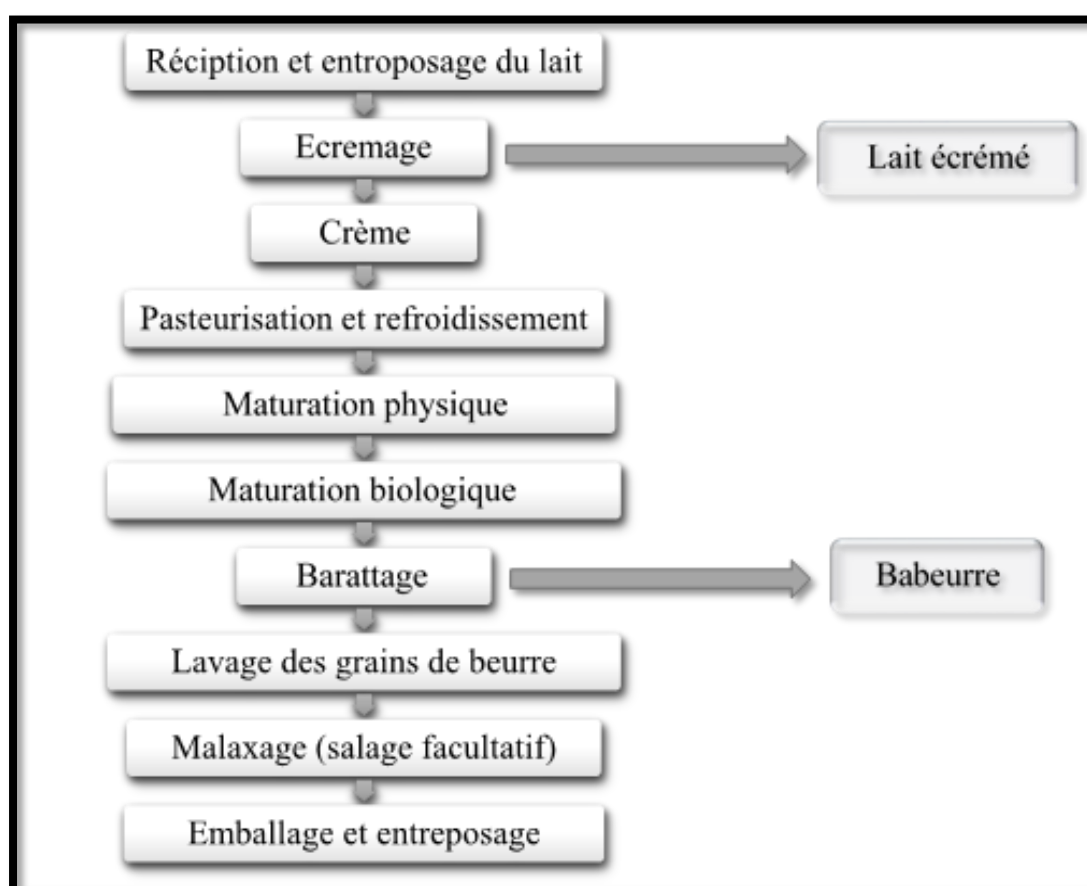 Réciption et entroposage du lait
Ecremage
Lait écrémé
Crème
Pasteurisation et refroidissement
Maturation physique
Maturation biologique
Barattage
Babeurre
Lavage des grains de beurre
Malaxage (salage facultatif)
Emballage et entreposage